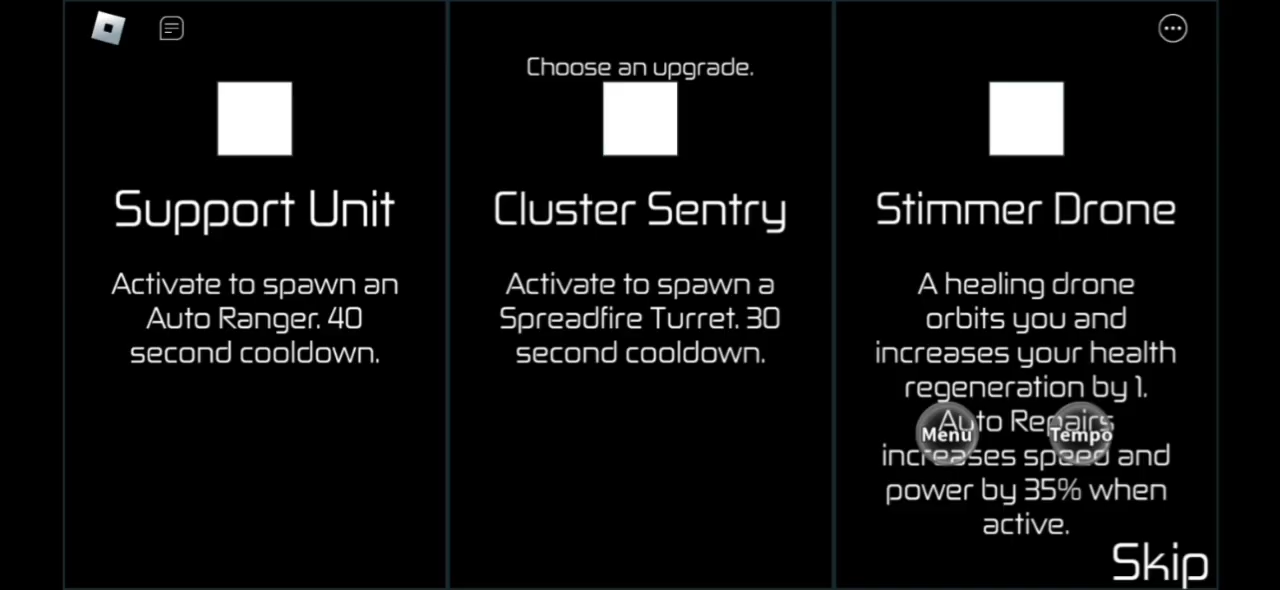 Choose an upgrade.
Support Unit
Activate to spawn an
Auto Ranger. 40
second cooldown.
Cluster Sentry
Activate to spawn a
Spreadfire Turret. 30
second cooldown.
Stimmer Drone
A healing drone
orbits you and
increases your health
regeneration by 1.
Auto Repairs
increases speed and
power by 35% when
active.
Menu
Tempo
Skip